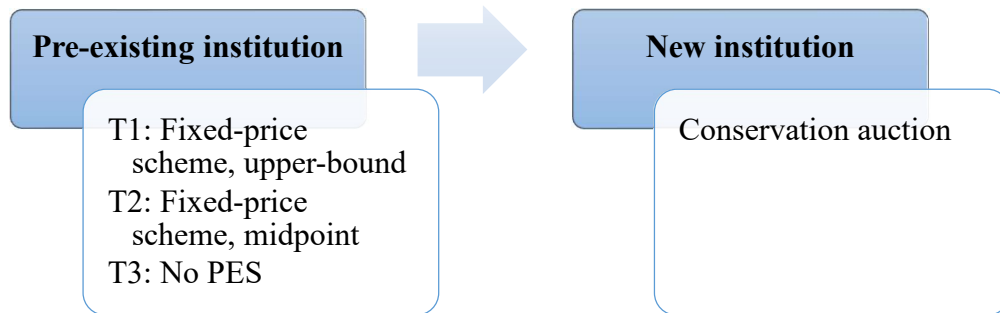 Pre-existing institution
T1: Fixed-price
scheme, upper-bound
T2: Fixed-price
scheme, midpoint
T3: No PES
New institution
Conservation auction